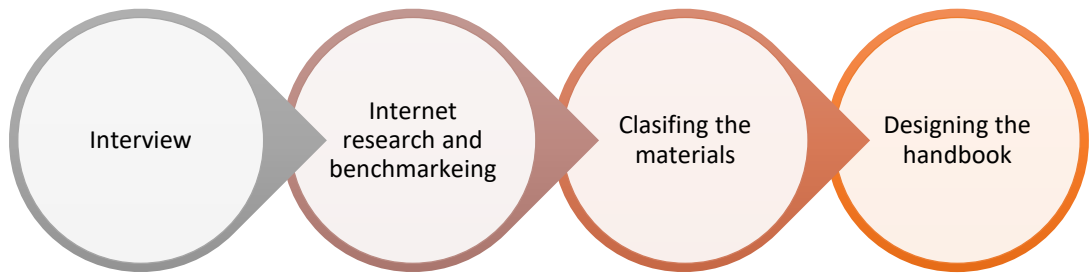 Interview
Internet
research and
benchmarkeing
Clasifing the
materials
Designing the
handbook